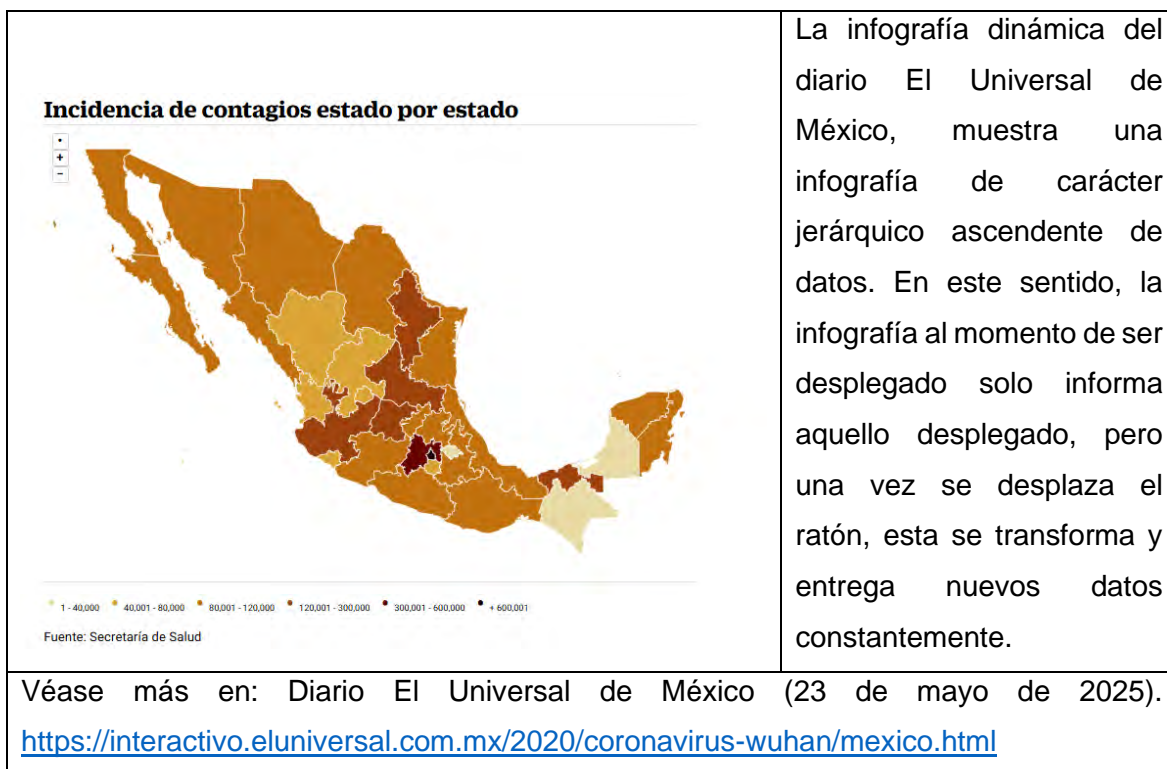 Incidencia de contagios estado por estado
+
−
1 - 40,000 40,001 - 80,000 80,001 - 120,000 120,001 - 300,000 300,001 - 600,000 + 600,001
Fuente: Secretaría de Salud
La infografía dinámica del
diario El Universal de
México, muestra una
infografía de carácter
jerárquico ascendente de
datos. En este sentido, la
infografía al momento de ser
desplegado solo informa
aquello desplegado, pero
una vez se desplaza el
ratón, esta se transforma y
entrega nuevos datos
constantemente.
Véase más en: Diario El Universal de México (23 de mayo de 2025).
https://interactivo.eluniversal.com.mx/2020/coronavirus-wuhan/mexico.html